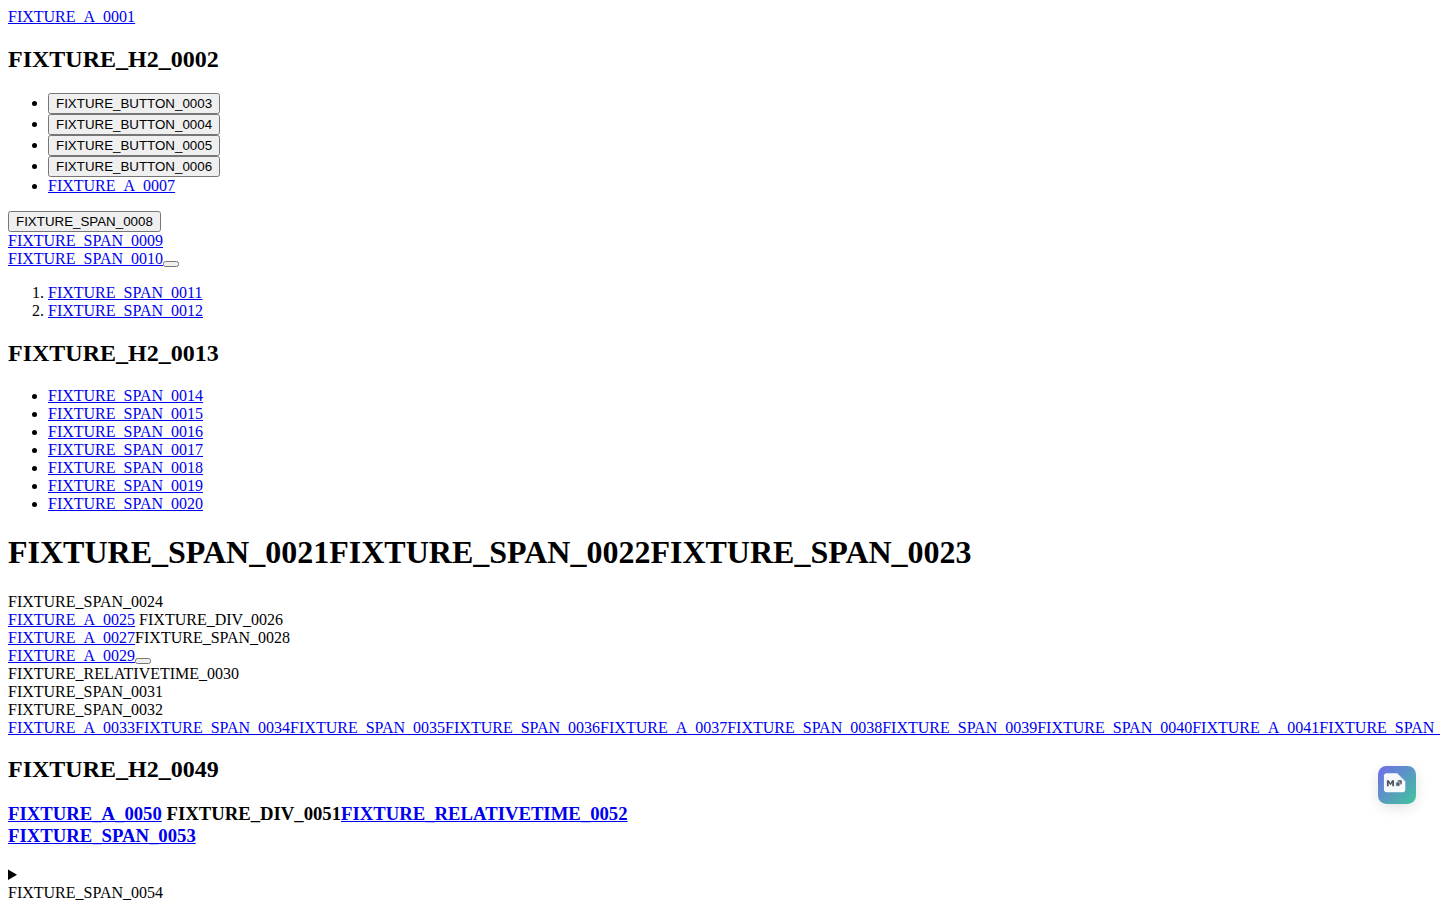 FIXTURE_A_0001
FIXTURE_H2_0002
FIXTURE_BUTTON_0003
FIXTURE_BUTTON_0004
FIXTURE_BUTTON_0005
FIXTURE_BUTTON_0006
FIXTURE_A_0007
FIXTURE_SPAN_0008
FIXTURE_SPAN_0009
FIXTURE_SPAN_0010
1. FIXTURE_SPAN_0011
2. FIXTURE_SPAN_0012
FIXTURE_H2_0013
FIXTURE_SPAN_0014
FIXTURE_SPAN_0015
FIXTURE_SPAN_0016
FIXTURE_SPAN_0017
FIXTURE_SPAN_0018
FIXTURE_SPAN_0019
FIXTURE_SPAN_0020
FIXTURE_SPAN_0021FIXTURE_SPAN_0022FIXTURE_SPAN_0023
FIXTURE_SPAN_0024
FIXTURE_A_0025 FIXTURE_DIV_0026
FIXTURE_A_0027FIXTURE_SPAN_0028
FIXTURE_A_0029
FIXTURE_RELATIVETIME_0030
FIXTURE_SPAN_0031
FIXTURE_SPAN_0032
FIXTURE_A_0033FIXTURE_SPAN_0034FIXTURE_SPAN_0035FIXTURE_SPAN_0036FIXTURE_A_0037FIXTURE_SPAN_0038FIXTURE_SPAN_0039FIXTURE_SPAN_0040FIXTURE_A_0041FIXTURE_SPAN_
FIXTURE_H2_0049
FIXTURE_A_0050 FIXTURE_DIV_0051FIXTURE_RELATIVETIME_0052
FIXTURE_SPAN_0053
FIXTURE_SPAN_0054